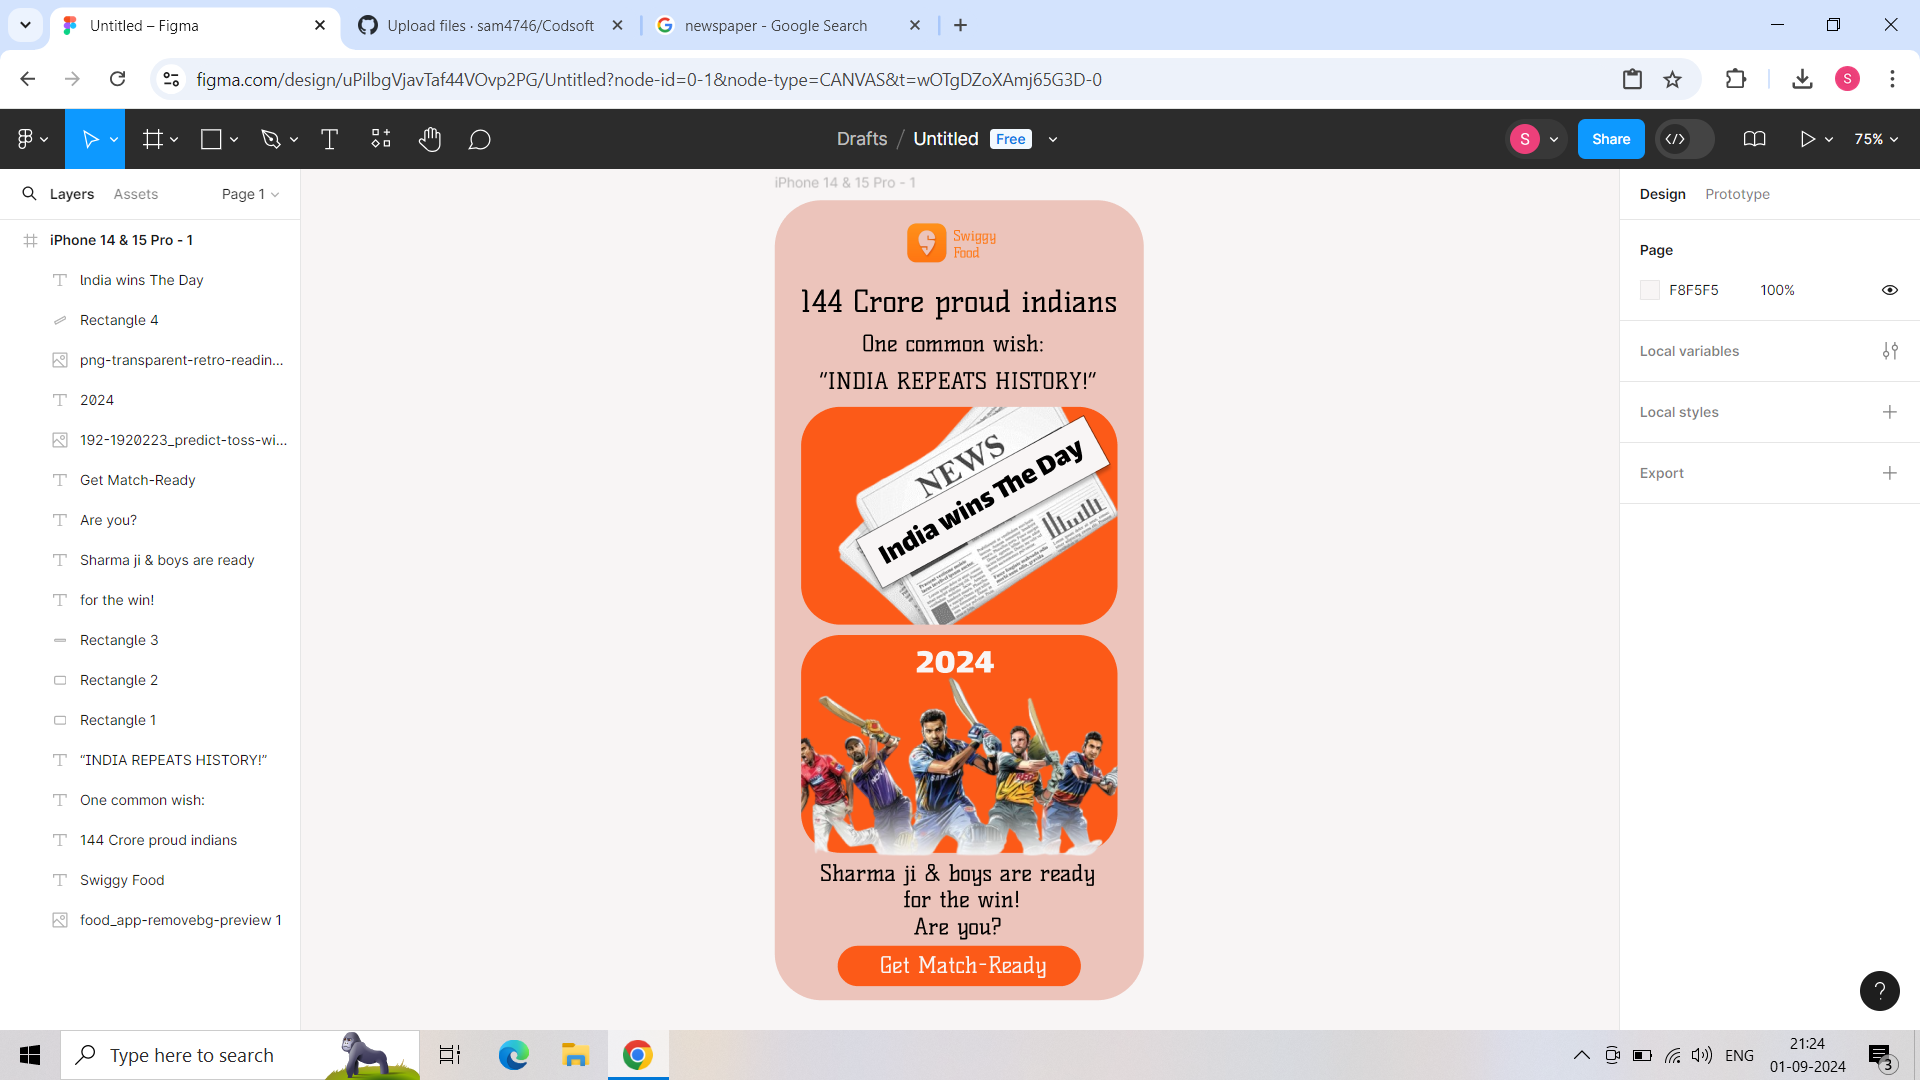 Untitled – Figma
Upload files · sam4746/Codsoft
newspaper - Google Search
figma.com/design/uPilbgVjavTaf44VOvp2PG/Untitled?node-id=0-1&node-type=CANVAS&t=wOTgDZoXAmj65G3D-0
S
Drafts / Untitled Free
S
Share
75%
Layers
Assets
Page 1
iPhone 14 & 15 Pro - 1
India wins The Day
Rectangle 4
png-transparent-retro-readin...
2024
192-1920223_predict-toss-wi...
Get Match-Ready
Are you?
Sharma ji & boys are ready
for the win!
Rectangle 3
Rectangle 2
Rectangle 1
“INDIA REPEATS HISTORY!”
One common wish:
144 Crore proud indians
Swiggy Food
food_app-removebg-preview 1
iPhone 14 & 15 Pro - 1
Swiggy
Food
144 Crore proud indians
One common wish:
“INDIA REPEATS HISTORY!”
NEWS
India wins The Day
2024
Sharma ji & boys are ready
for the win!
Are you?
Get Match-Ready
Design
Prototype
Page
F8F5F5
100%
Local variables
Local styles
Export
?
Type here to search
ENG
21:24
01-09-2024
3